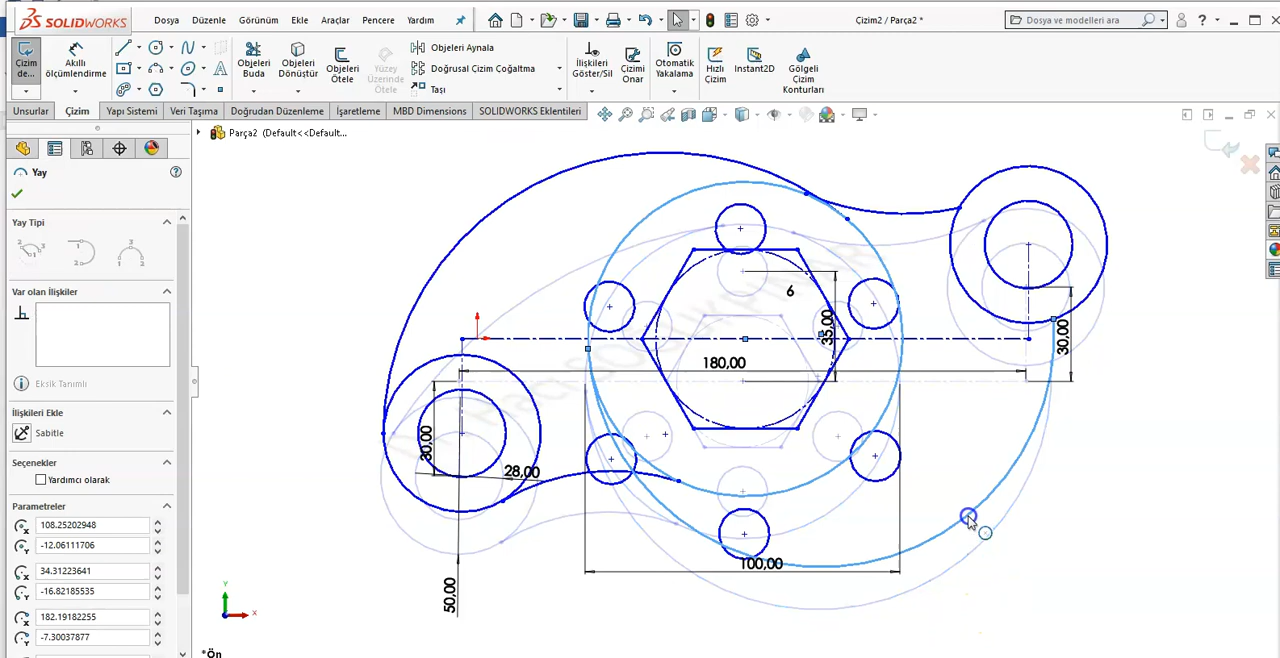 SOLIDWORKS
Dosya Düzenle Görünüm Ekle Araçlar Pencere Yardım
Çizim2 / Parça2 *
Dosya ve modelleri ara
?
Çizim de...
Akıllı ölçümlendirme
Objeleri Buda
Objeleri Dönüştür
Objeleri Ötele
Yüzey Üzerinde Ötele
Objeleri Aynala
Doğrusal Çizim Çoğaltma
Taşı
İlişkileri Göster/Sil
Çizimi Onar
Otomatik Yakalama
Hızlı Çizim
Instant2D
Gölgeli Çizim Konturları
Unsurlar Çizim Yapı Sistemi Veri Taşıma Doğrudan Düzenleme İşaretleme MBD Dimensions SOLIDWORKS Eklentileri
Parça2 (Default<<Default...
Yay
Yay Tipi
Var olan İlişkiler
Eksik Tanımlı
İlişkileri Ekle
Sabitle
Seçenekler
Yardımcı olarak
Parametreler
108.25202948
-12.06111706
34.31223641
-16.82185535
182.19182255
-7.30037877
6
35,00
30,00
180,00
30,00
28,00
100,00
50,00
Y
X
*Ön